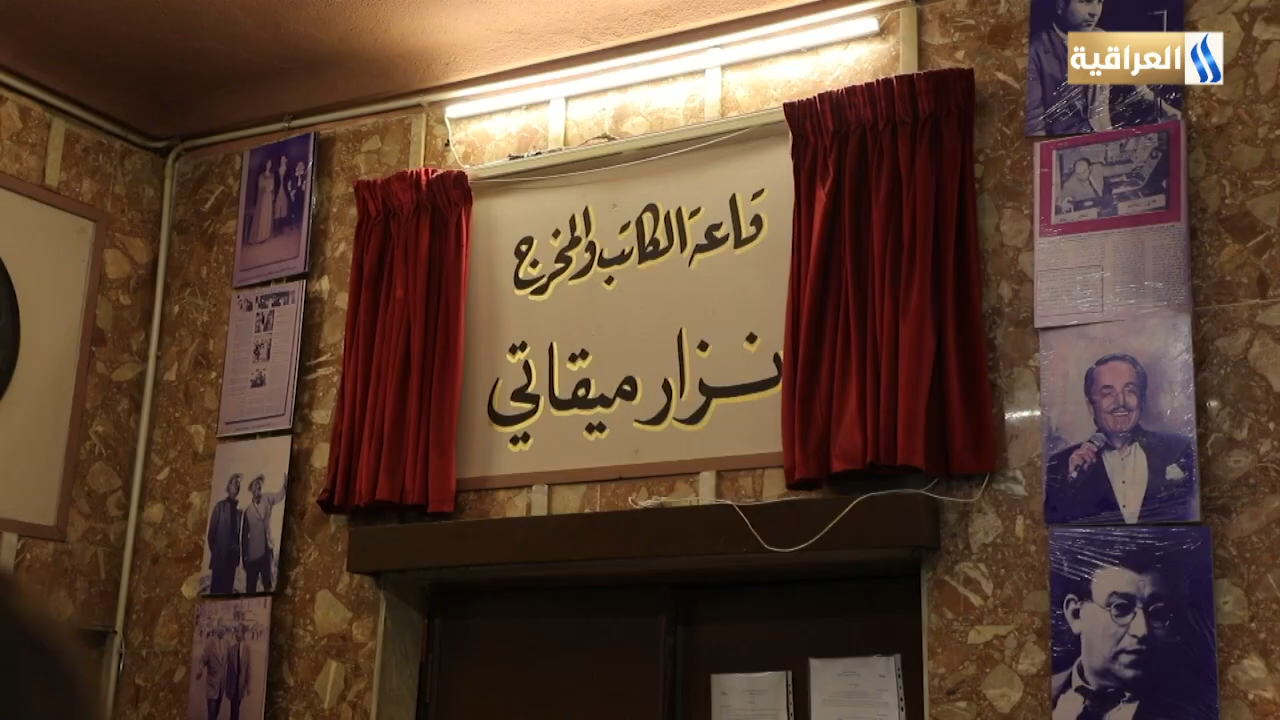 العراقية
قاعة الكاتب والمخرج
نزار ميقاتي